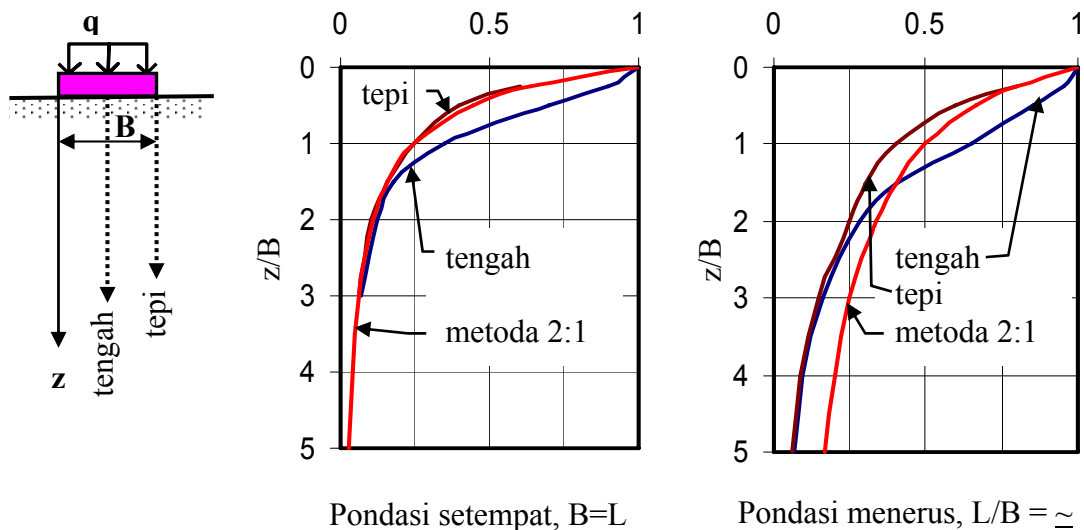 q
B
z
tengah
tepi
0 0.5 1
0
1
2
3
4
5
z/B
tepi
tengah
metoda 2:1
Pondasi setempat, B=L
0 0.5 1
0
1
2
3
4
5
z/B
tengah
tepi
metoda 2:1
Pondasi menerus, L/B = ~